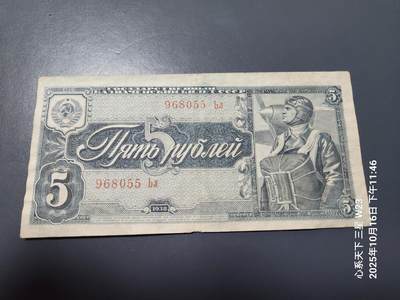 968055 Ьл
5
Пять рублей
5
968055 Ьл
5
1938
5
心系天下 三星 W23
2025年10月16日 下午11:46